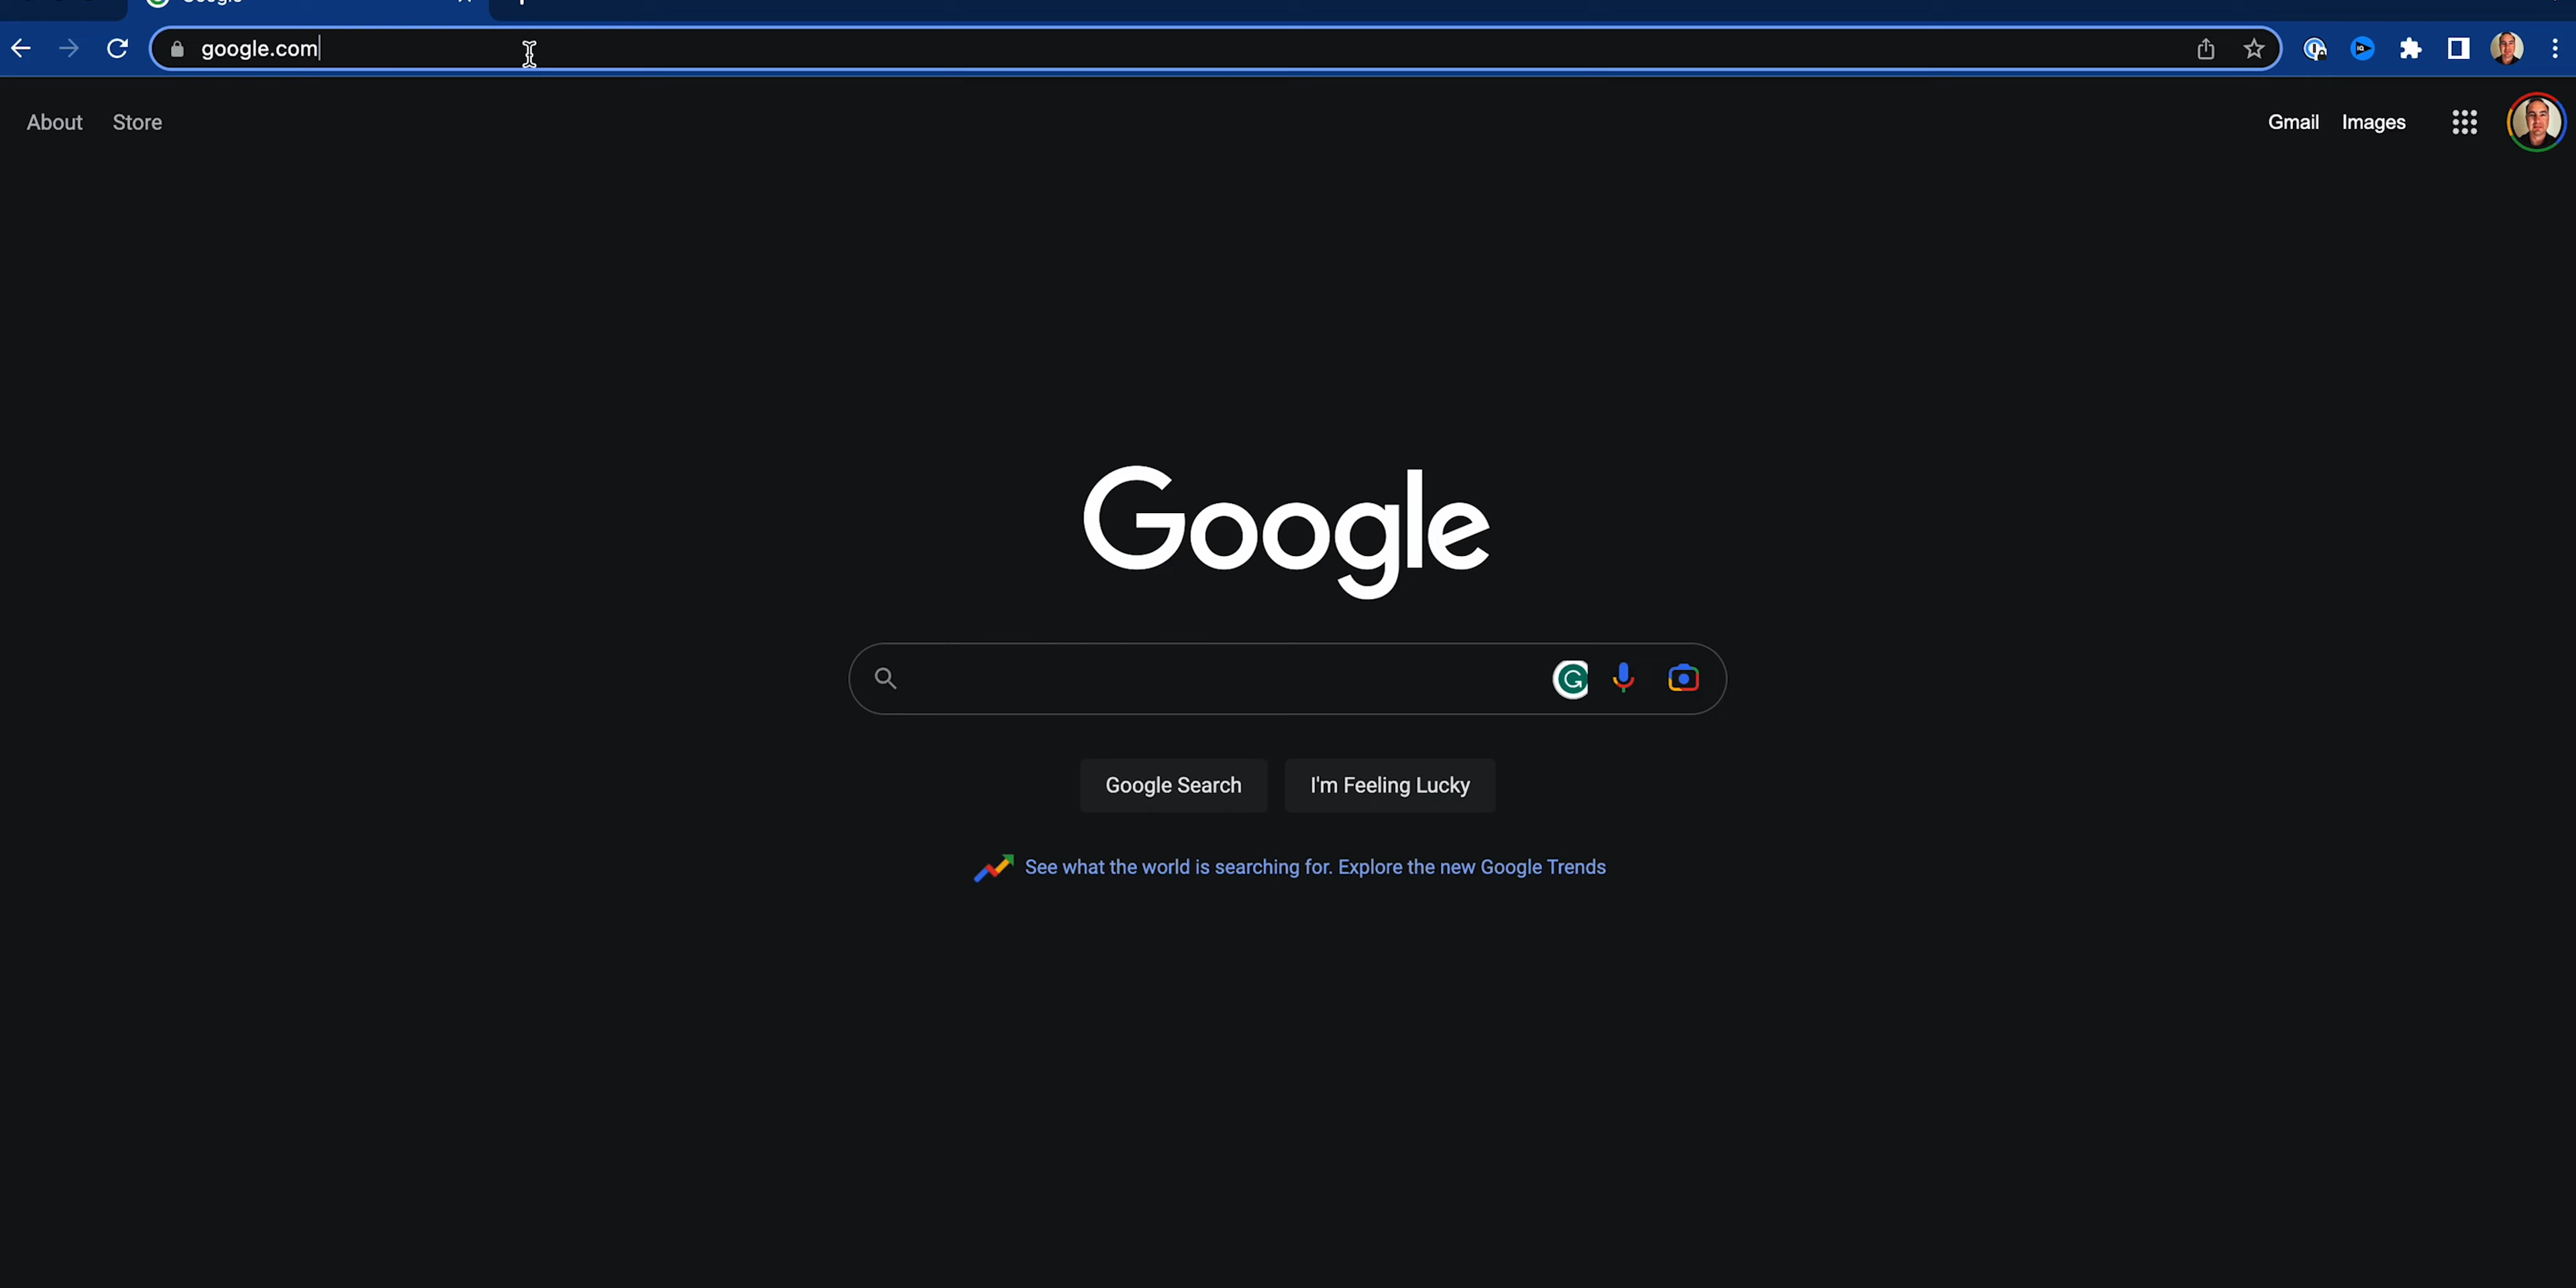 Google
google.com
About Store Gmail Images
Google
Google Search I'm Feeling Lucky
See what the world is searching for. Explore the new Google Trends